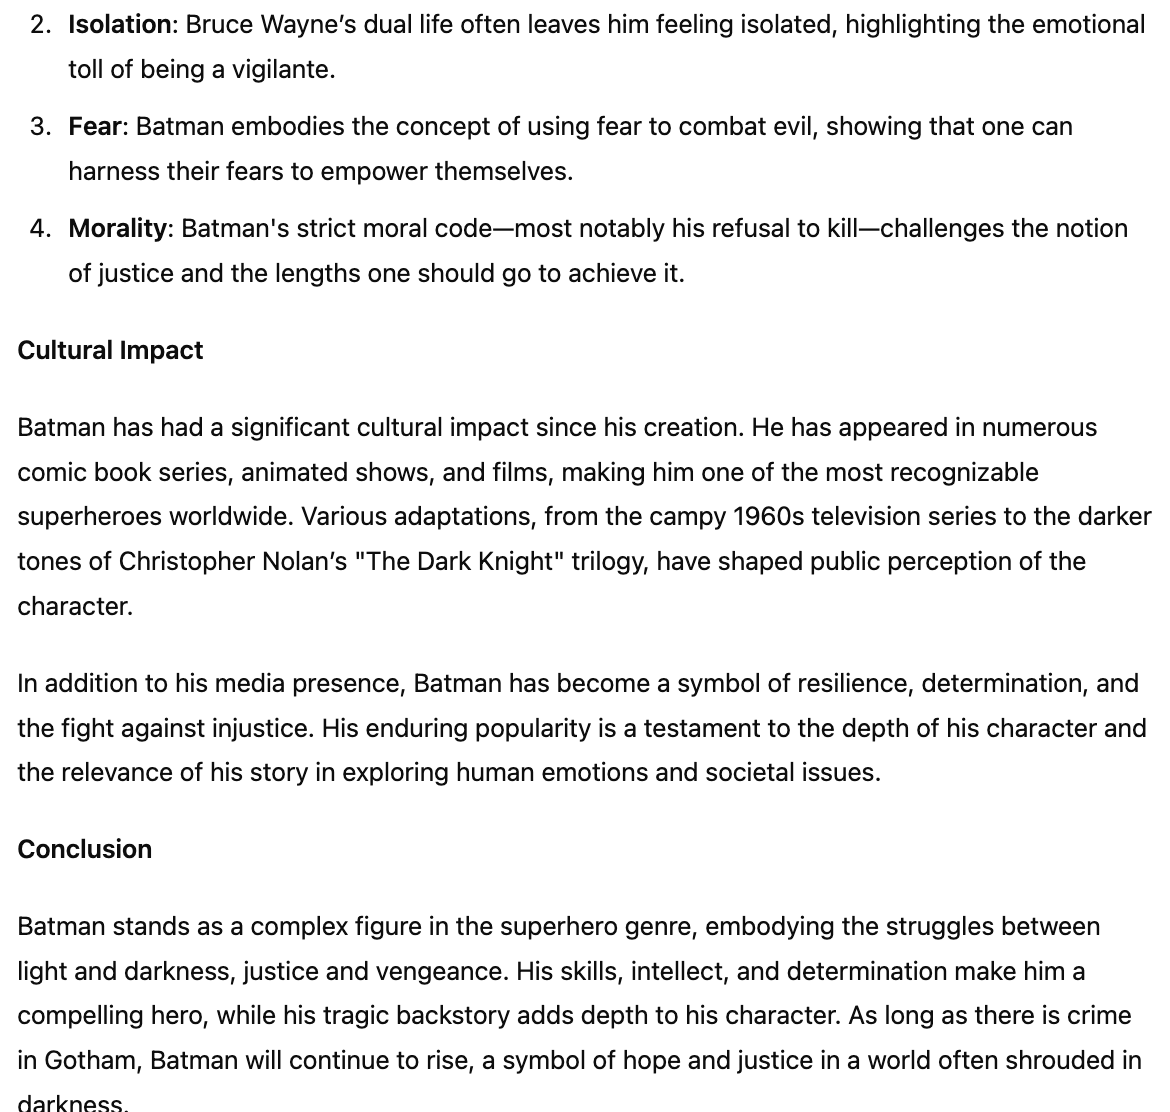 2. Isolation: Bruce Wayne’s dual life often leaves him feeling isolated, highlighting the emotional
toll of being a vigilante.
3. Fear: Batman embodies the concept of using fear to combat evil, showing that one can
harness their fears to empower themselves.
4. Morality: Batman's strict moral code—most notably his refusal to kill—challenges the notion
of justice and the lengths one should go to achieve it.
Cultural Impact
Batman has had a significant cultural impact since his creation. He has appeared in numerous
comic book series, animated shows, and films, making him one of the most recognizable
superheroes worldwide. Various adaptations, from the campy 1960s television series to the darker
tones of Christopher Nolan’s "The Dark Knight" trilogy, have shaped public perception of the
character.
In addition to his media presence, Batman has become a symbol of resilience, determination, and
the fight against injustice. His enduring popularity is a testament to the depth of his character and
the relevance of his story in exploring human emotions and societal issues.
Conclusion
Batman stands as a complex figure in the superhero genre, embodying the struggles between
light and darkness, justice and vengeance. His skills, intellect, and determination make him a
compelling hero, while his tragic backstory adds depth to his character. As long as there is crime
in Gotham, Batman will continue to rise, a symbol of hope and justice in a world often shrouded in
darkness.